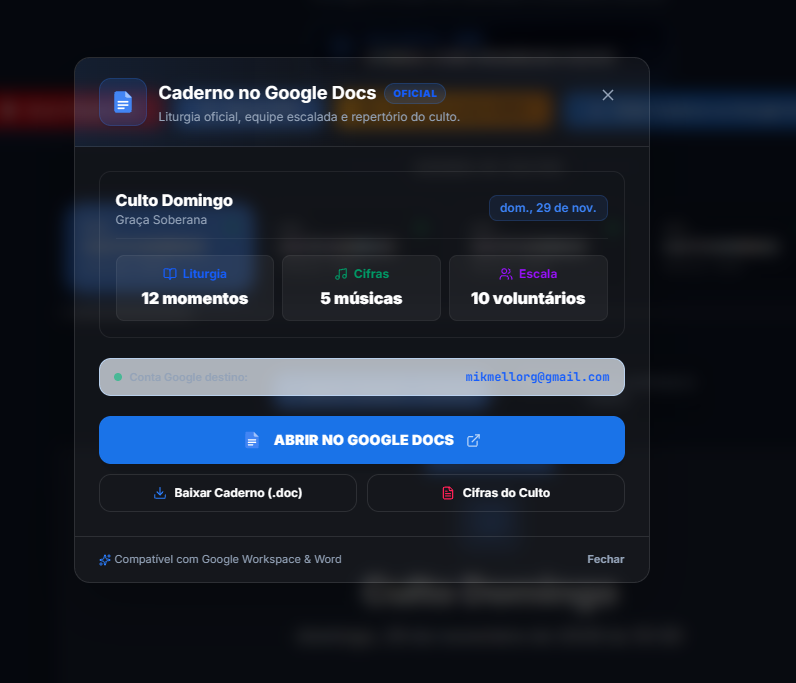 Caderno no Google Docs OFICIAL
Liturgia oficial, equipe escalada e repertório do culto.
Culto Domingo
Graça Soberana
dom., 29 de nov.
Liturgia
12 momentos
Cifras
5 músicas
Escala
10 voluntários
Conta Google destino: mikmellorg@gmail.com
ABRIR NO GOOGLE DOCS
Baixar Caderno (.doc)
Cifras do Culto
Compatível com Google Workspace & Word
Fechar
Culto Domingo